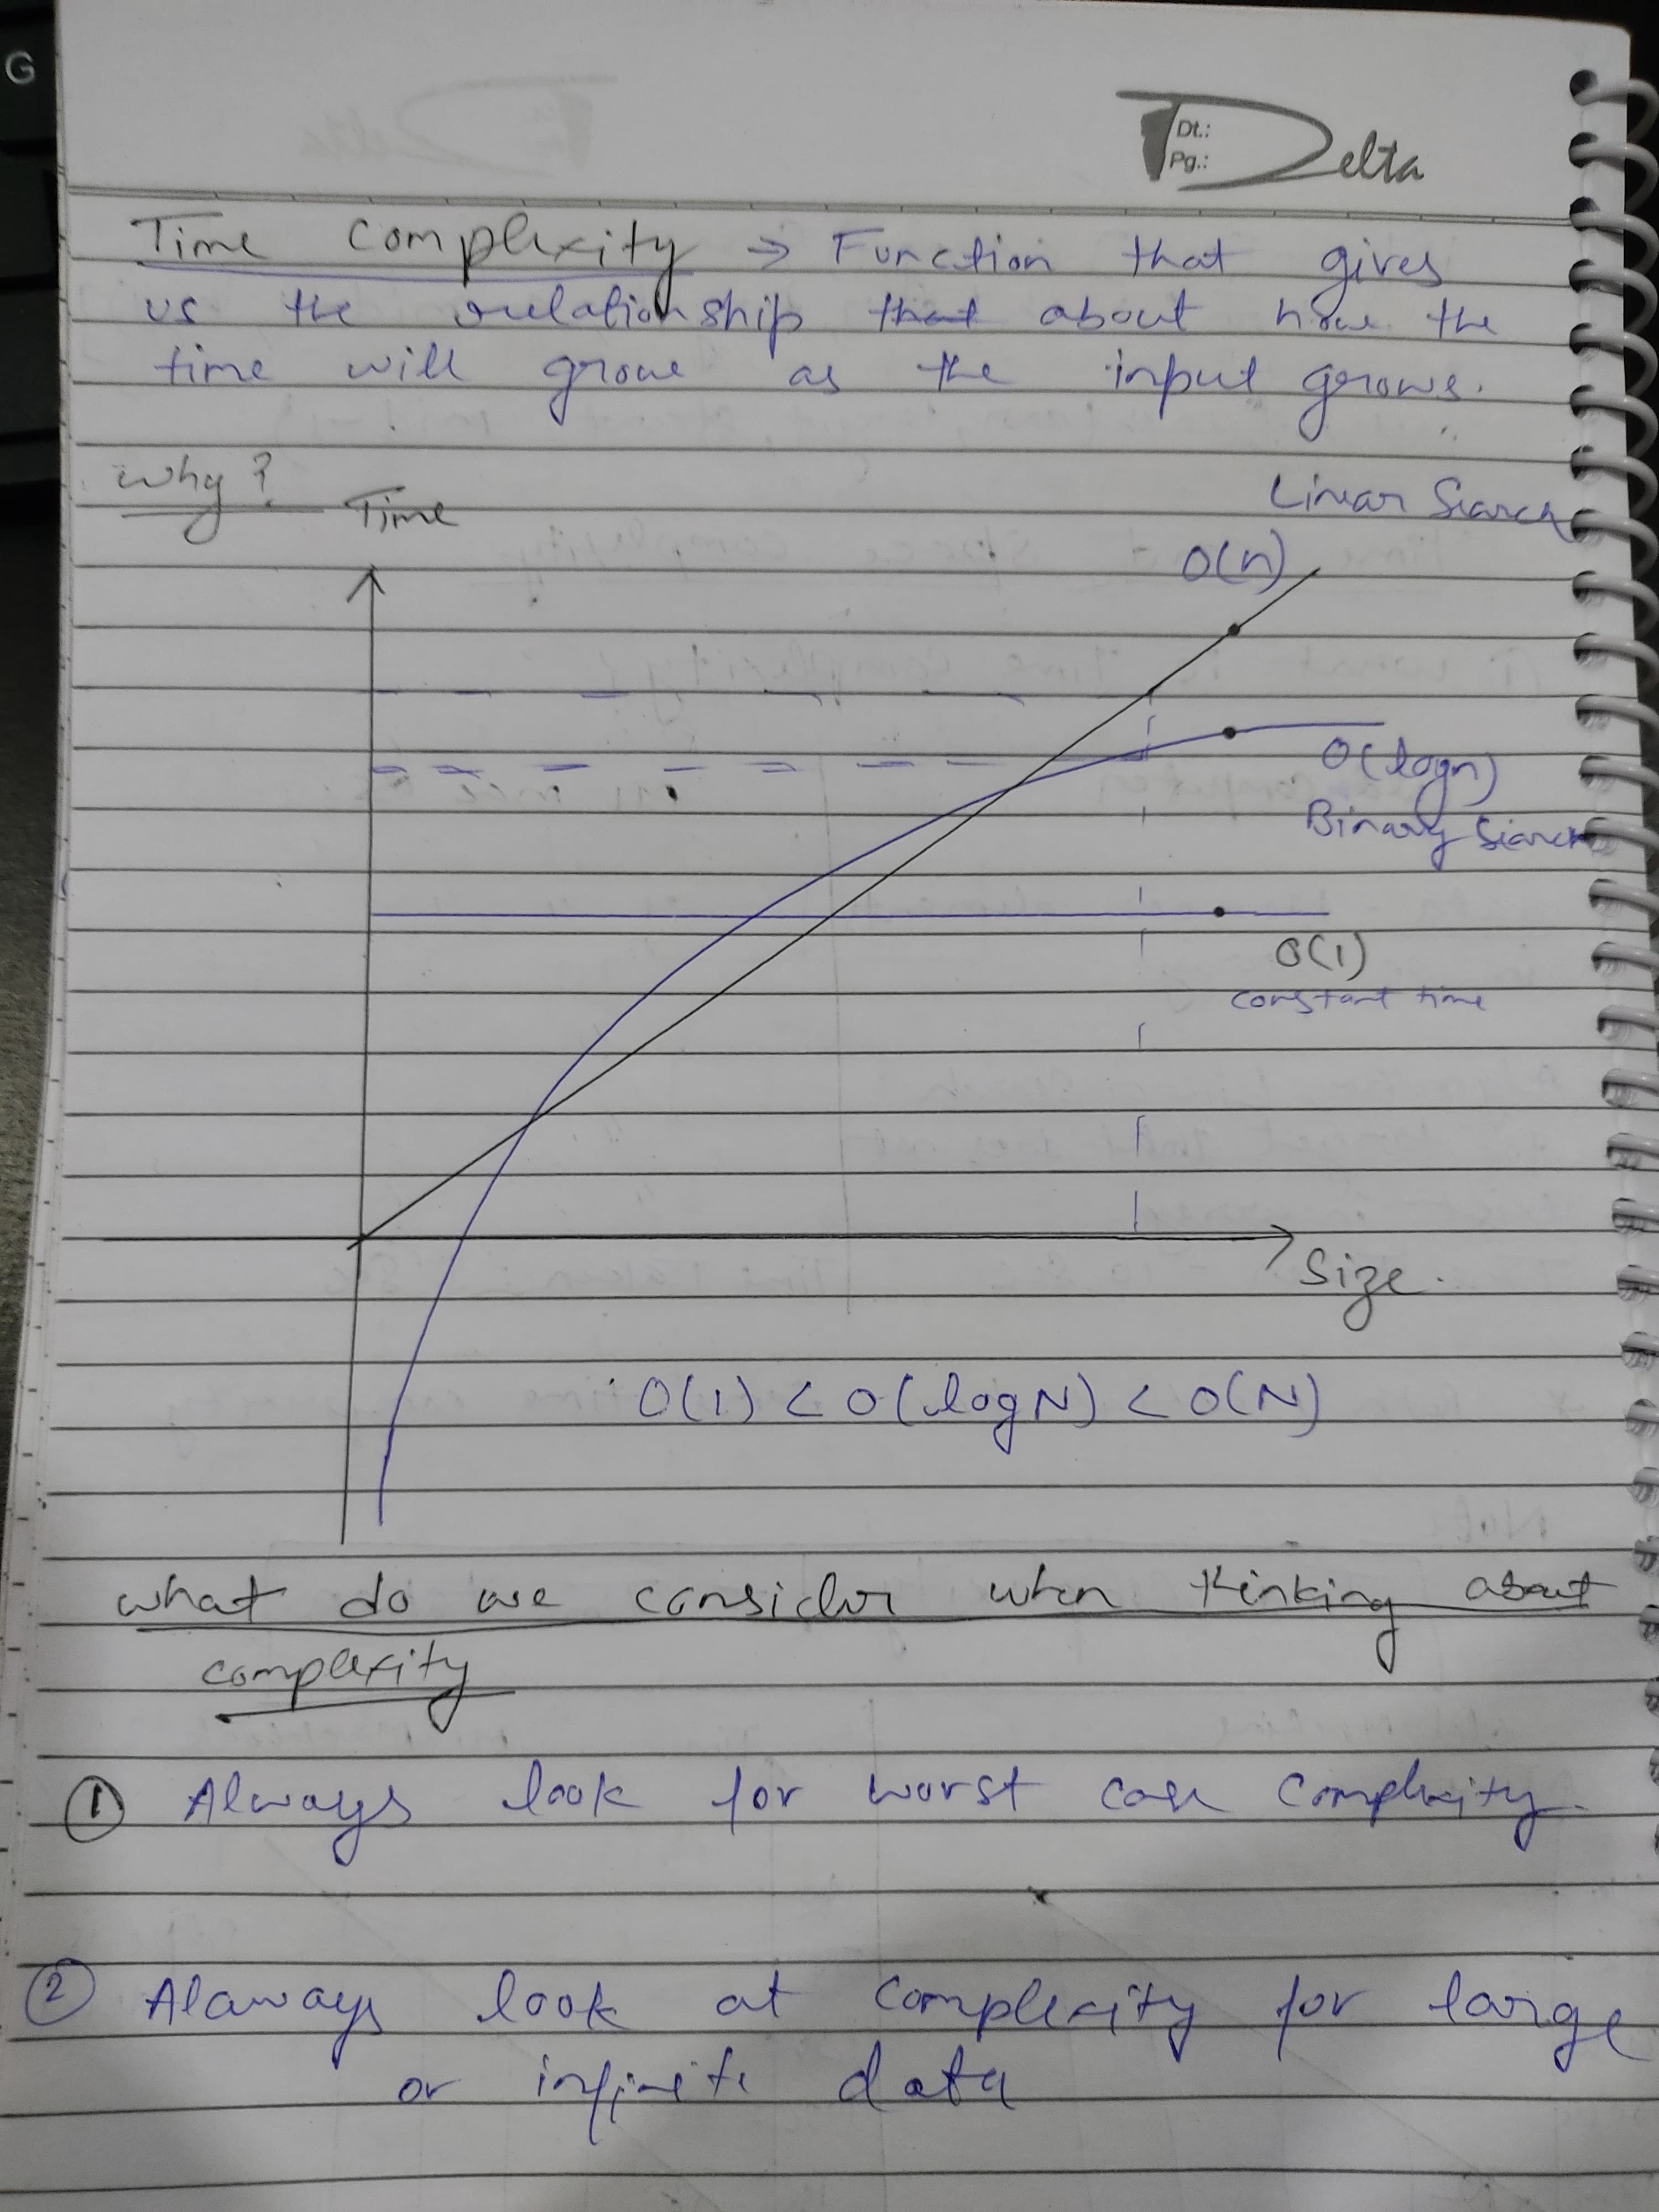 G
Dt.:
Pg.:
Delta
Time complexity → Function that gives
us the relationship that about how the
time will grow as the input grows.
Why?
Time
Linear Search
O(n)
O(logn)
Binary Search
O(1)
constant time
Size.
O(1) < O(logN) < O(N)
what do we consider when thinking about
complexity
① Always look for worst case complexity.
② Alaways look at complexity for large
or infinite data